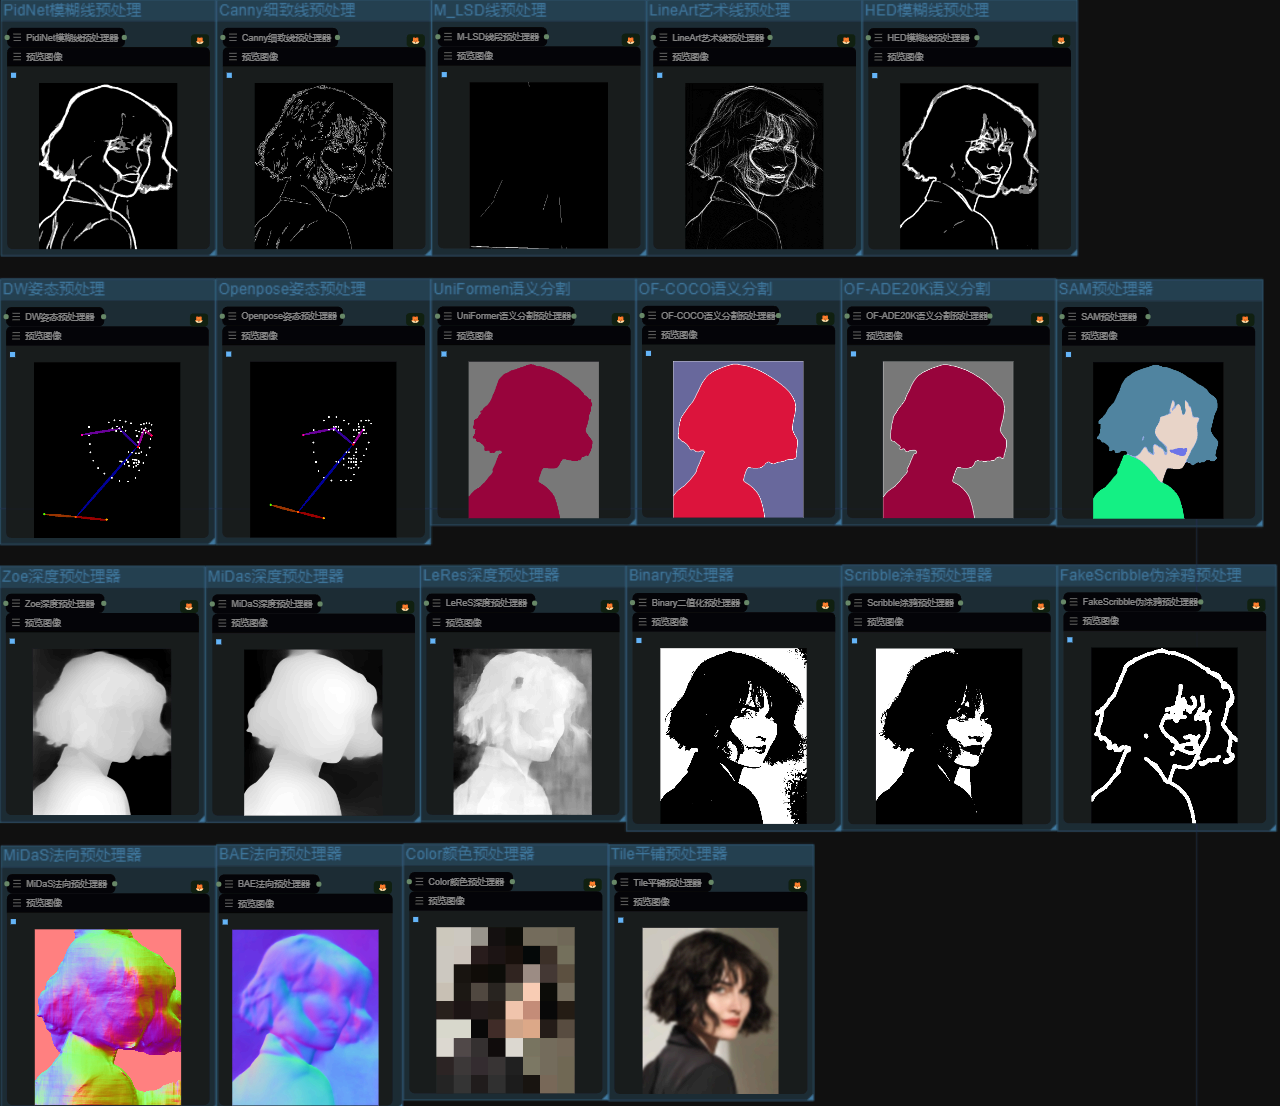 PidNet模糊线预处理
Canny细致线预处理
M_LSD线预处理
LineArt艺术线预处理
HED模糊线预处理
PidiNet模糊线预处理器
Canny细致线预处理器
M-LSD线段预处理器
LineArt艺术线预处理器
HED模糊线预处理器
预览图像
预览图像
预览图像
预览图像
预览图像
DW姿态预处理
Openpose姿态预处理
UniFormen语义分割
OF-COCO语义分割
OF-ADE20K语义分割
SAM预处理器
DW姿态预处理器
Openpose姿态预处理器
UniFormer语义分割预处理器
OF-COCO语义分割预处理器
OF-ADE20K语义分割预处理器
SAM预处理器
预览图像
预览图像
预览图像
预览图像
预览图像
预览图像
Zoe深度预处理器
MiDas深度预处理器
LeRes深度预处理器
Binary预处理器
Scribble涂鸦预处理器
FakeScribble伪涂鸦预处理
Zoe深度预处理器
MiDaS深度预处理器
LeReS深度预处理器
Binary二值化预处理器
Scribble涂鸦预处理器
FakeScribble伪涂鸦预处理器
预览图像
预览图像
预览图像
预览图像
预览图像
预览图像
MiDaS法向预处理器
BAE法向预处理器
Color颜色预处理器
Tile平铺预处理器
MiDaS法向预处理器
BAE法向预处理器
Color颜色预处理器
Tile平铺预处理器
预览图像
预览图像
预览图像
预览图像